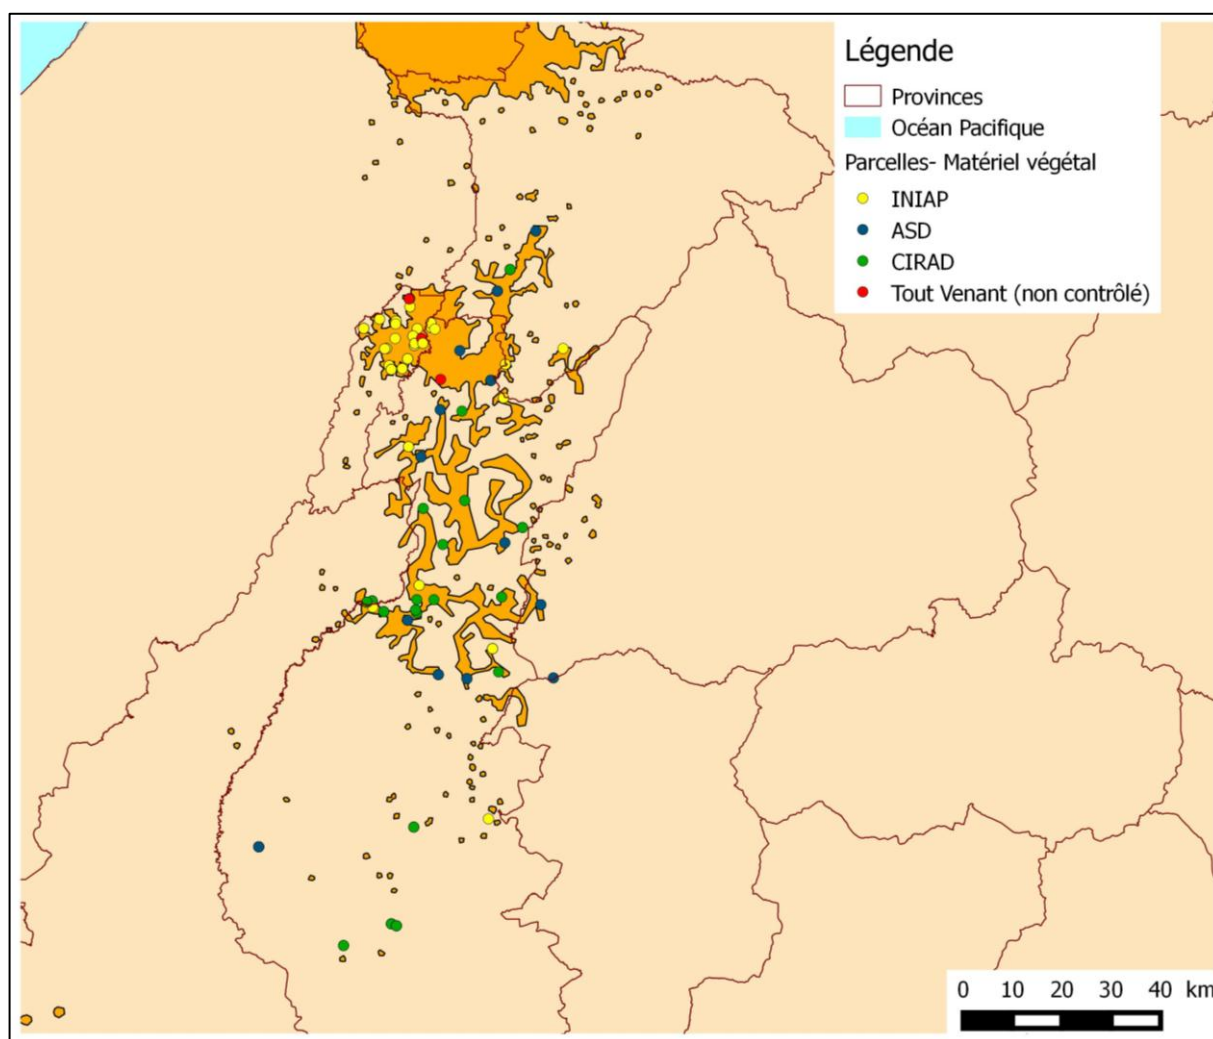 Légende
Provinces
Océan Pacifique
Parcelles- Matériel végétal
INIAP
ASD
CIRAD
Tout Venant (non contrôlé)
0 10 20 30 40 km